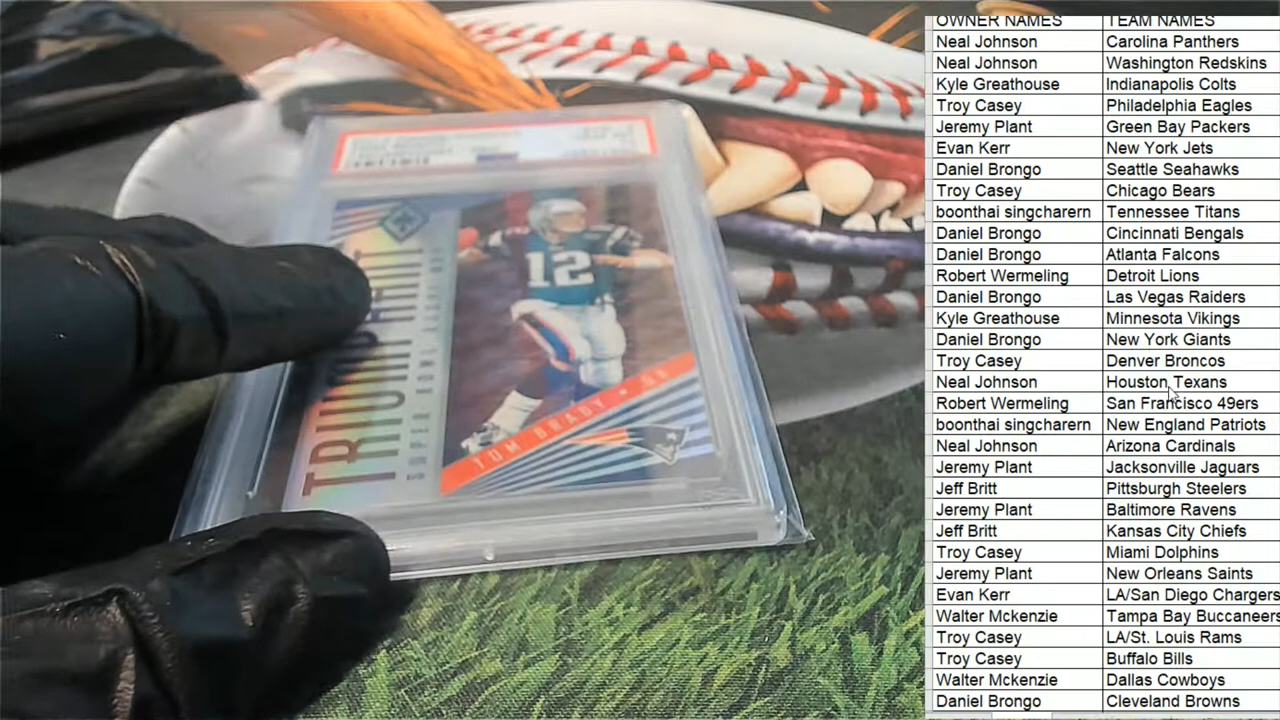 TRIUMPHANT
12
TOM BRADY
OWNER NAMES TEAM NAMES
Neal Johnson Carolina Panthers
Neal Johnson Washington Redskins
Kyle Greathouse Indianapolis Colts
Troy Casey Philadelphia Eagles
Jeremy Plant Green Bay Packers
Evan Kerr New York Jets
Daniel Brongo Seattle Seahawks
Troy Casey Chicago Bears
boonthai singcharern Tennessee Titans
Daniel Brongo Cincinnati Bengals
Daniel Brongo Atlanta Falcons
Robert Wermeling Detroit Lions
Daniel Brongo Las Vegas Raiders
Kyle Greathouse Minnesota Vikings
Daniel Brongo New York Giants
Troy Casey Denver Broncos
Neal Johnson Houston Texans
Robert Wermeling San Francisco 49ers
boonthai singcharern New England Patriots
Neal Johnson Arizona Cardinals
Jeremy Plant Jacksonville Jaguars
Jeff Britt Pittsburgh Steelers
Jeremy Plant Baltimore Ravens
Jeff Britt Kansas City Chiefs
Troy Casey Miami Dolphins
Jeremy Plant New Orleans Saints
Evan Kerr LA/San Diego Chargers
Walter Mckenzie Tampa Bay Buccaneers
Troy Casey LA/St. Louis Rams
Troy Casey Buffalo Bills
Walter Mckenzie Dallas Cowboys
Daniel Brongo Cleveland Browns